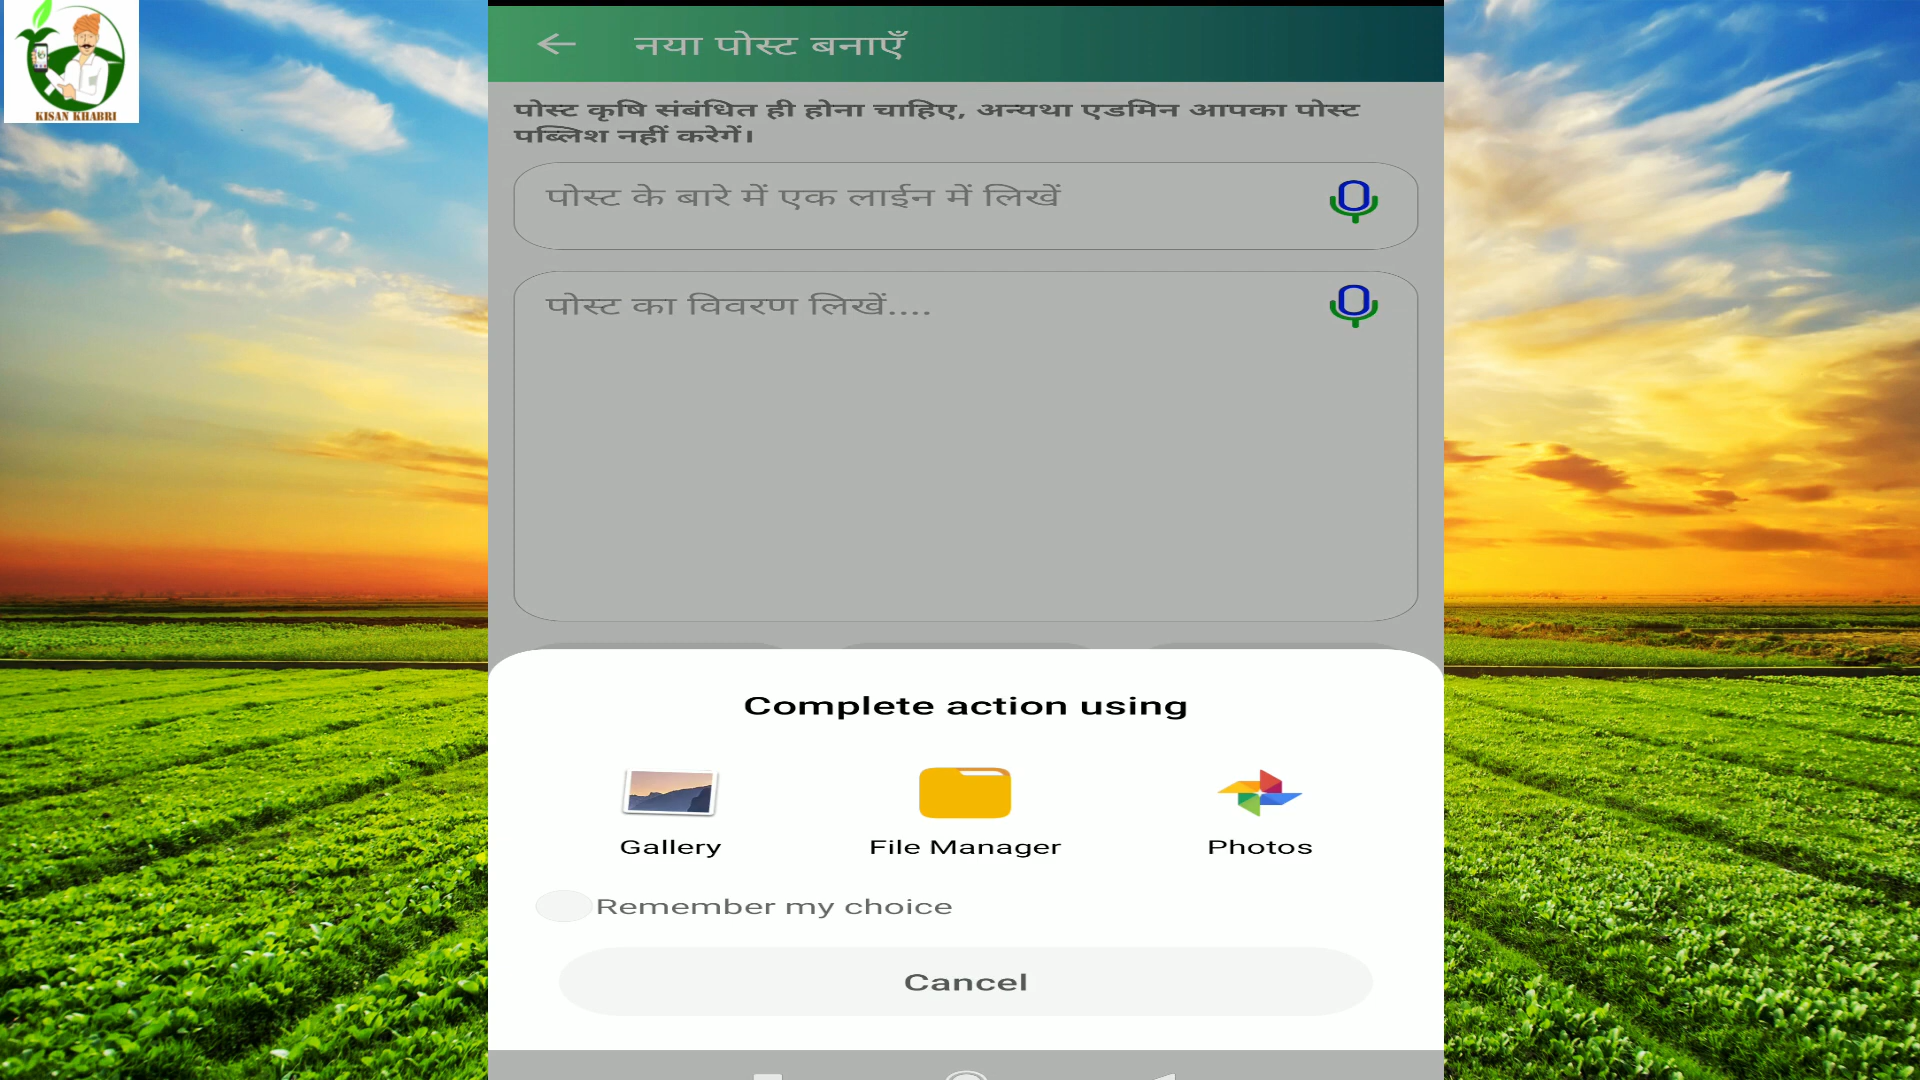 KISAN KHABRI
नया पोस्ट बनाएँ
पोस्ट कृषि संबंधित ही होना चाहिए, अन्यथा एडमिन आपका पोस्ट
पब्लिश नहीं करेगें।
पोस्ट के बारे में एक लाईन में लिखें
पोस्ट का विवरण लिखें....
Complete action using
Gallery File Manager Photos
Remember my choice
Cancel